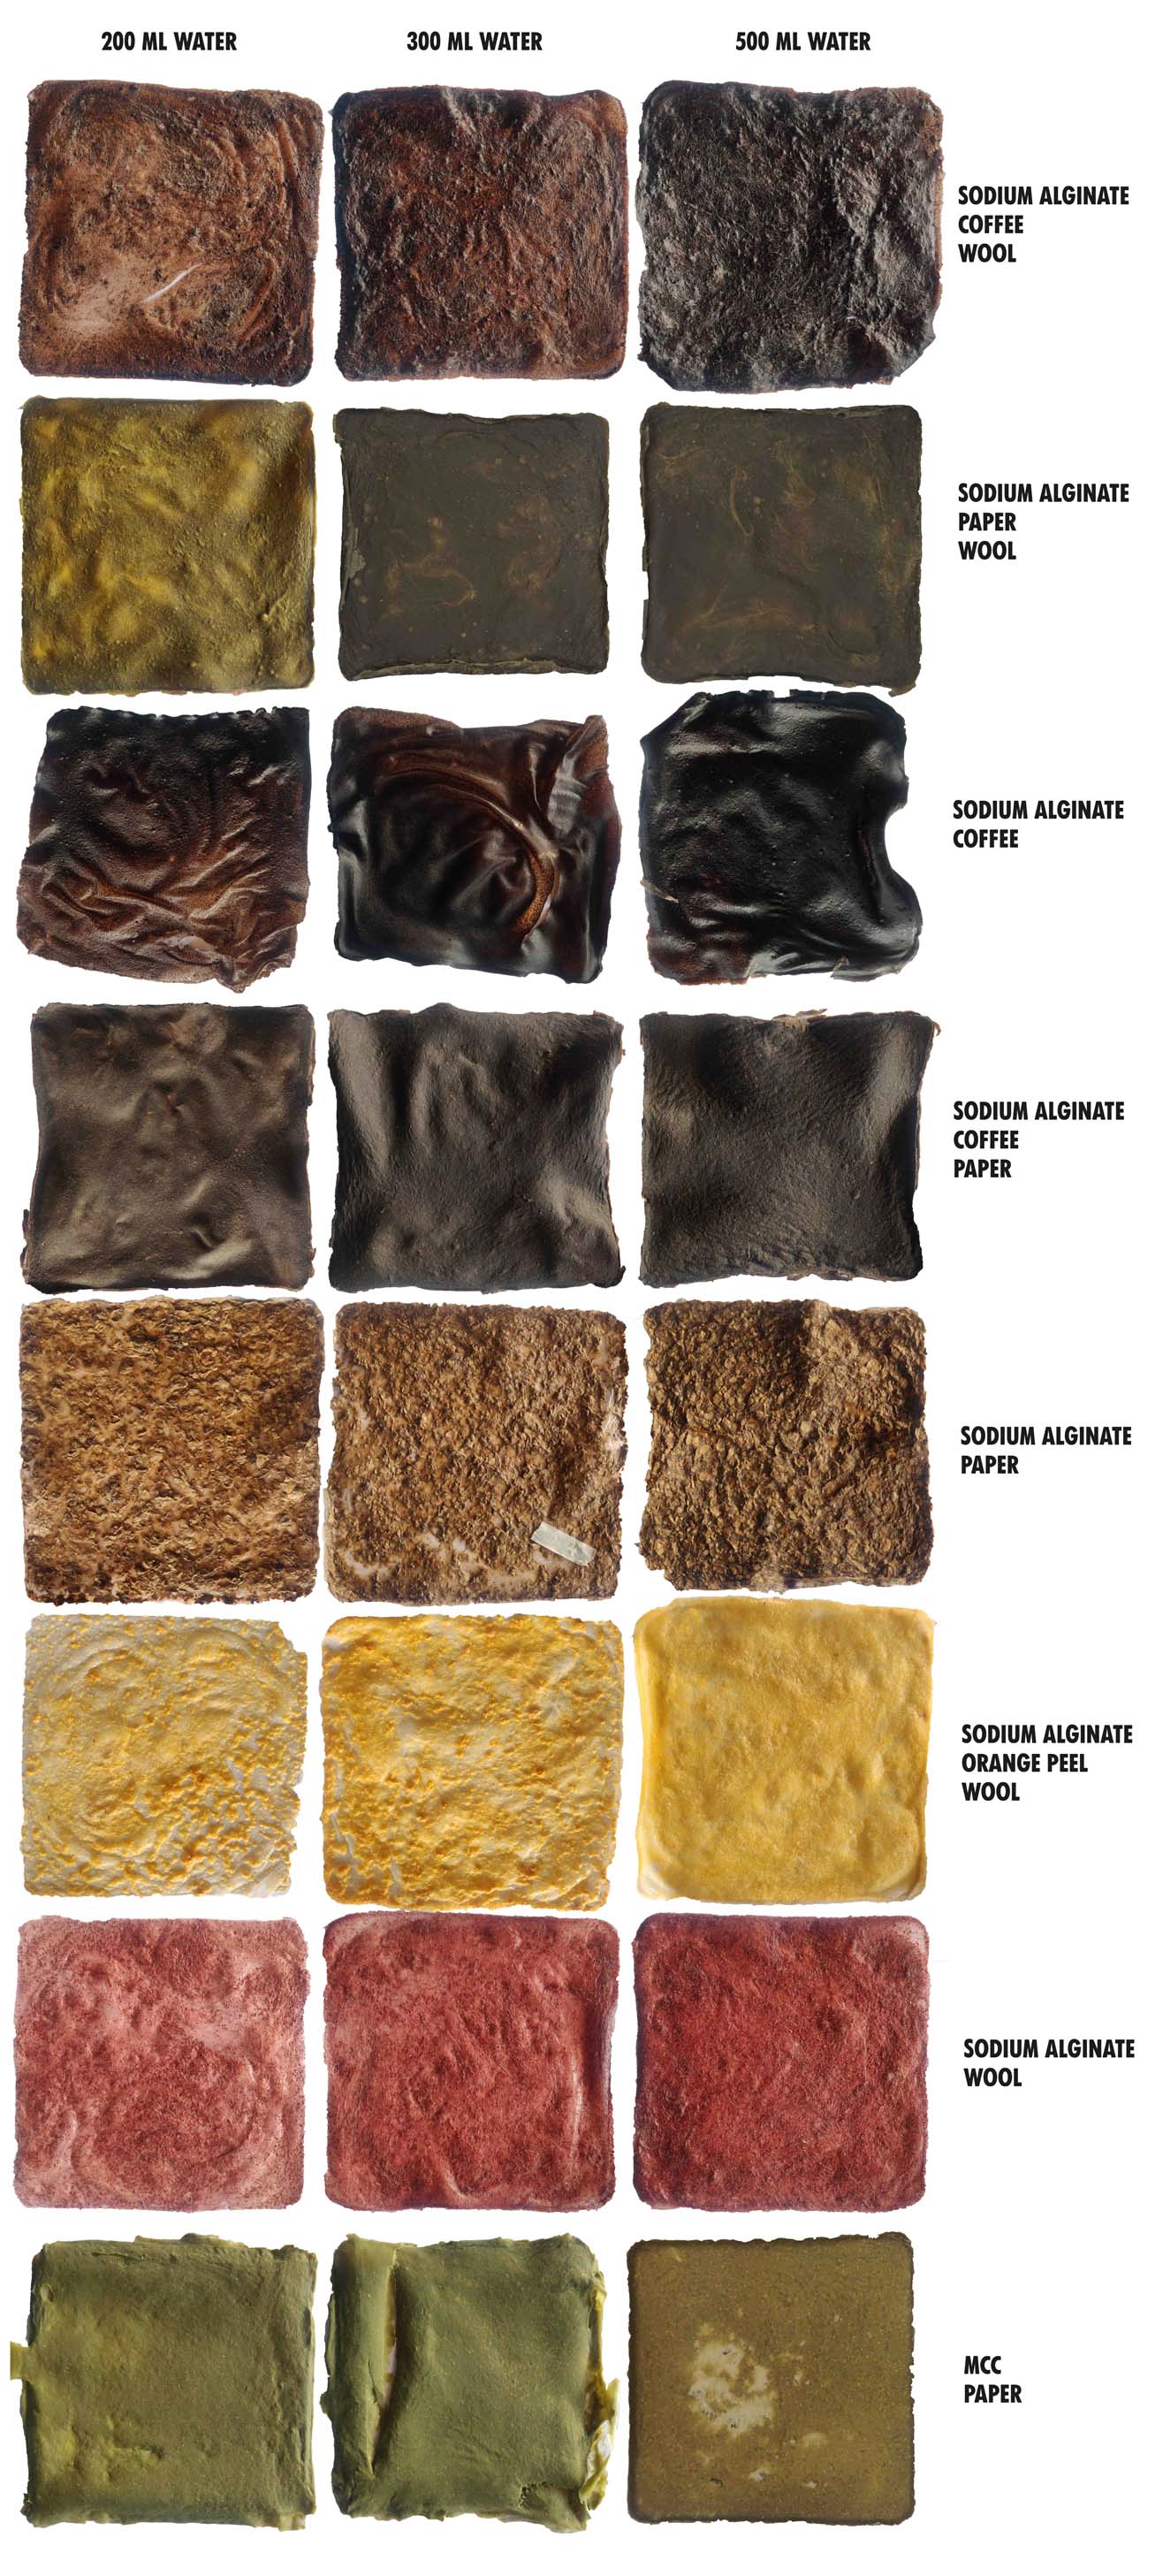 200 ML WATER
300 ML WATER
500 ML WATER
SODIUM ALGINATE
COFFEE
WOOL
SODIUM ALGINATE
PAPER
WOOL
SODIUM ALGINATE
COFFEE
SODIUM ALGINATE
COFFEE
PAPER
SODIUM ALGINATE
PAPER
SODIUM ALGINATE
ORANGE PEEL
WOOL
SODIUM ALGINATE
WOOL
MCC
PAPER